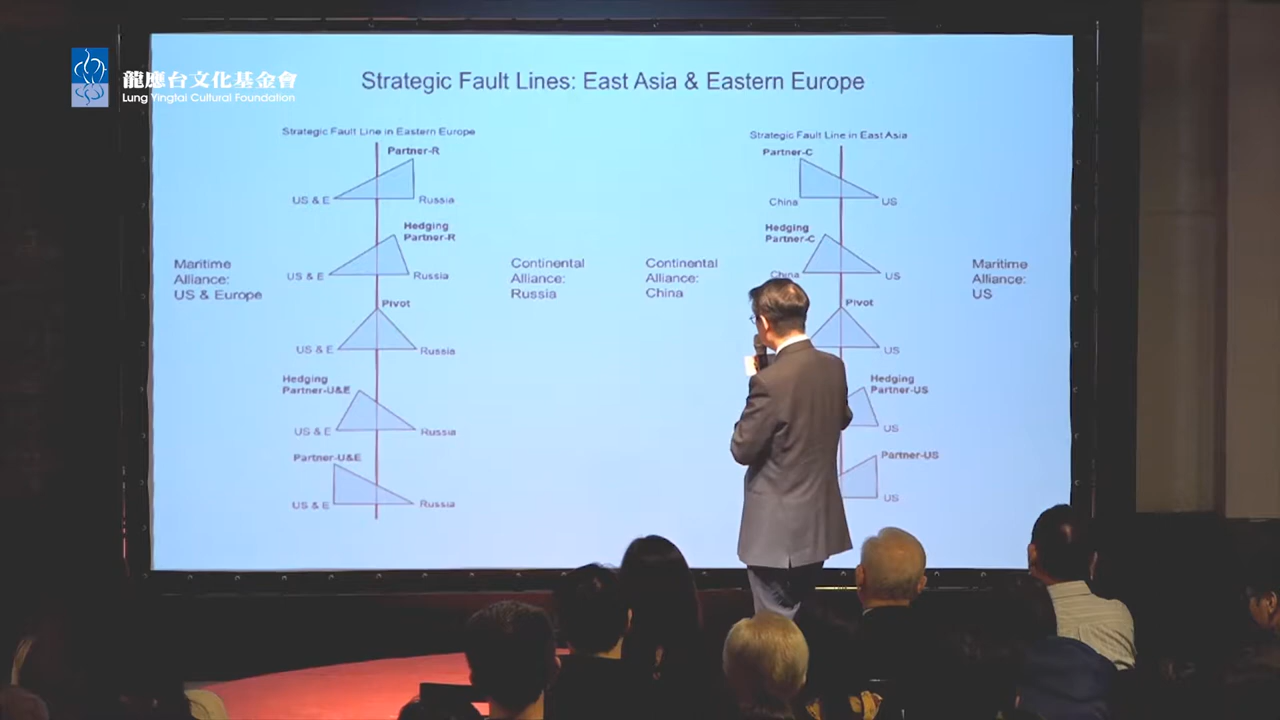 龍應台文化基金會
Lung Yingtai Cultural Foundation
Strategic Fault Lines: East Asia & Eastern Europe
Strategic Fault Line in Eastern Europe
Partner-R
US & E
Russia
Hedging
Partner-R
US & E
Russia
Pivot
US & E
Russia
Hedging
Partner-U&E
US & E
Russia
Partner-U&E
US & E
Russia
Maritime
Alliance:
US & Europe
Continental
Alliance:
Russia
Continental
Alliance:
China
Strategic Fault Line in East Asia
Partner-C
China
US
Hedging
Partner-C
China
US
Pivot
US
Hedging
Partner-US
US
Partner-US
US
Maritime
Alliance:
US